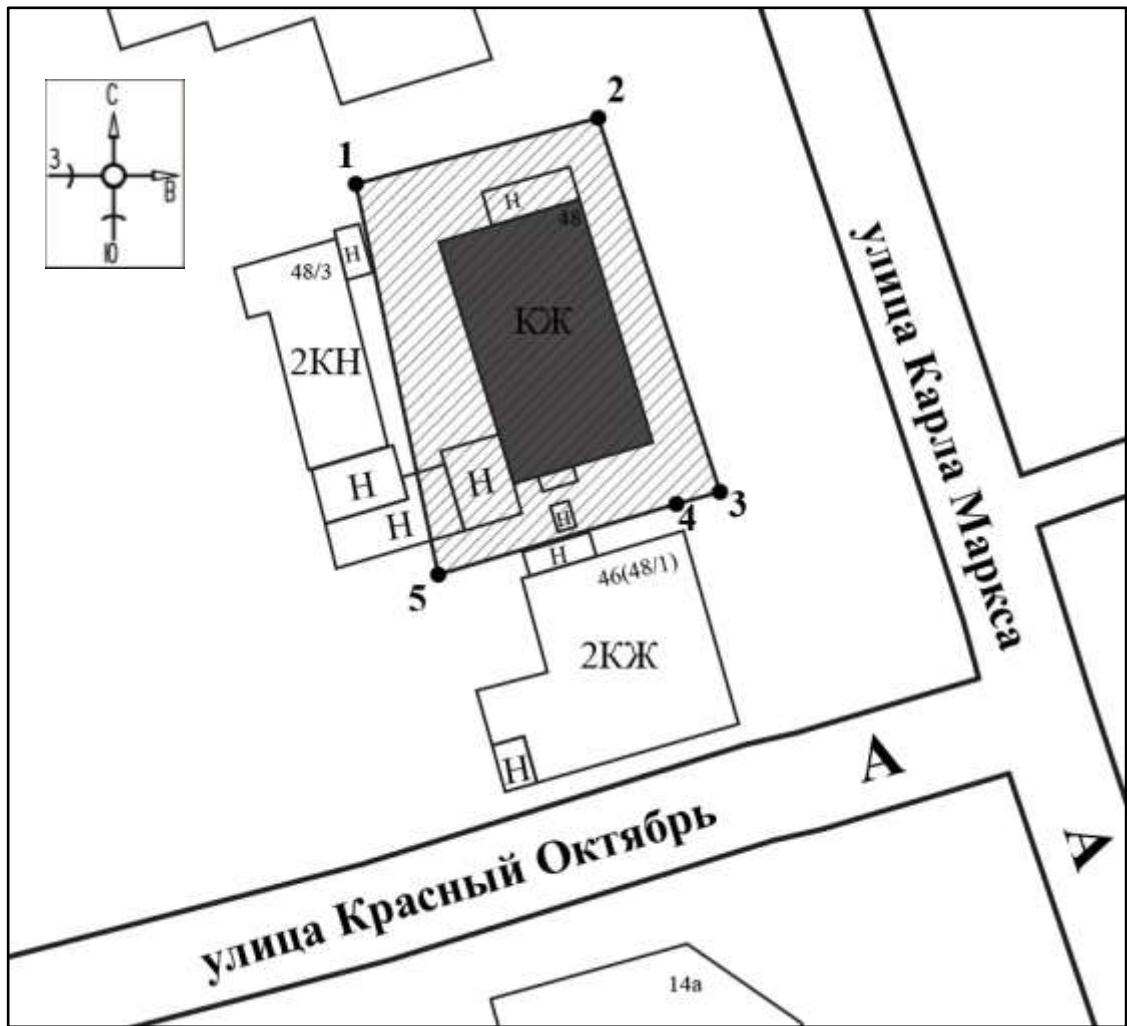 С
З
В
Ю
1
2
Н
48
Н
48/3
КЖ
2КН
улица Карла Маркса
Н
Н
Н
3
4
Н
Н
5
46(48/1)
2КЖ
Н
А
А
улица Красный Октябрь
14а